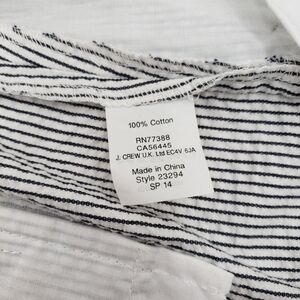 100% Cotton
RN77388
CA56445
J. CREW U.K. Ltd EC4V 6JA
Made in China
Style 23294
SP 14